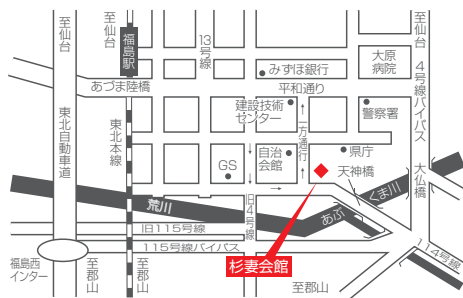 至仙台
至仙台
福島駅
13号線
至仙台
4号線バイパス
大原
病院
みずほ銀行
あづま陸橋
平和通り
建設技術
センター
警察署
東北自動車道
東北本線
一方通行
自治
会館
県庁
GS
天神橋
大仏橋
旧4号線
荒川
あぶくま川
旧115号線
115号線バイパス
4号線
福島西
インター
至郡山
至郡山
杉妻会館
至郡山